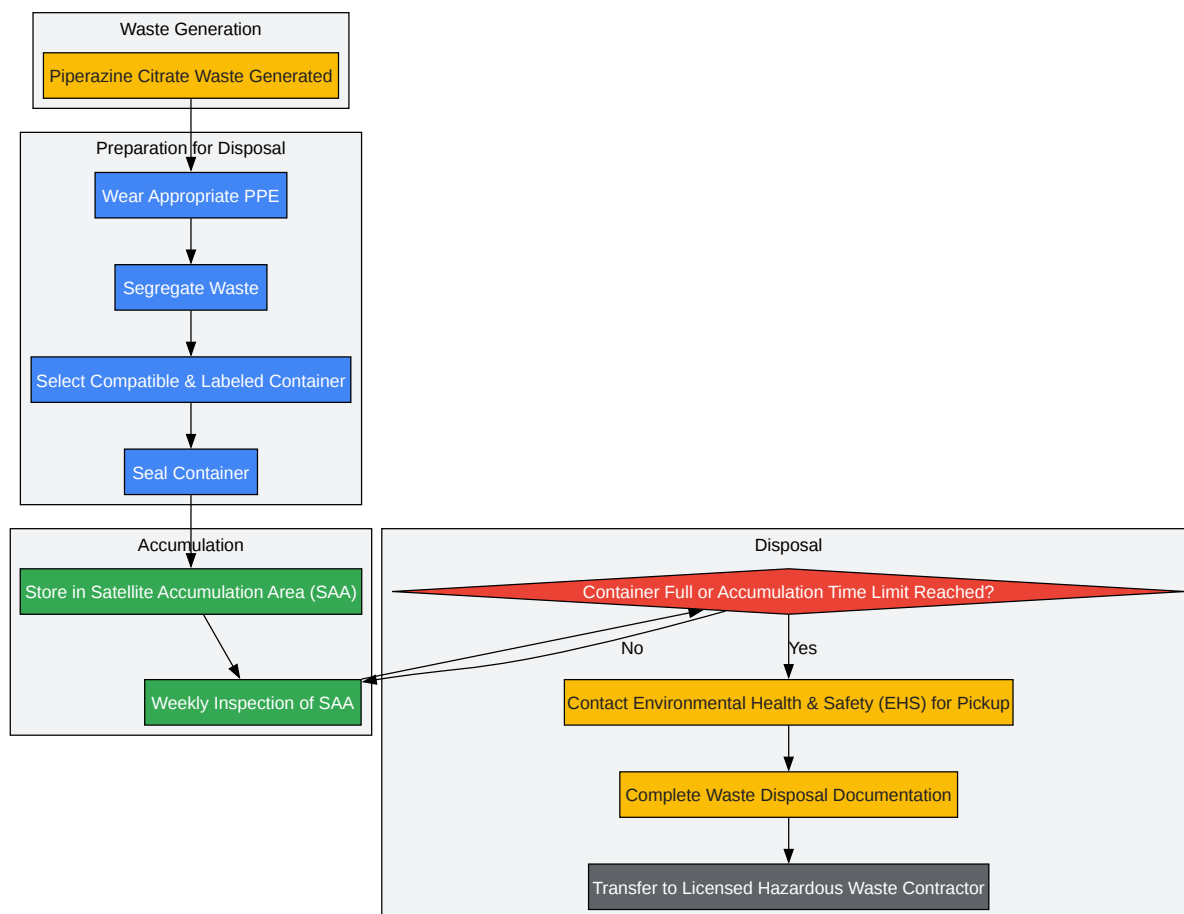 Waste Generation
Piperazine Citrate Waste Generated
Preparation for Disposal
Wear Appropriate PPE
Segregate Waste
Select Compatible & Labeled Container
Seal Container
Accumulation
Store in Satellite Accumulation Area (SAA)
Weekly Inspection of SAA
Disposal
Container Full or Accumulation Time Limit Reached?
No
Yes
Contact Environmental Health & Safety (EHS) for Pickup
Complete Waste Disposal Documentation
Transfer to Licensed Hazardous Waste Contractor